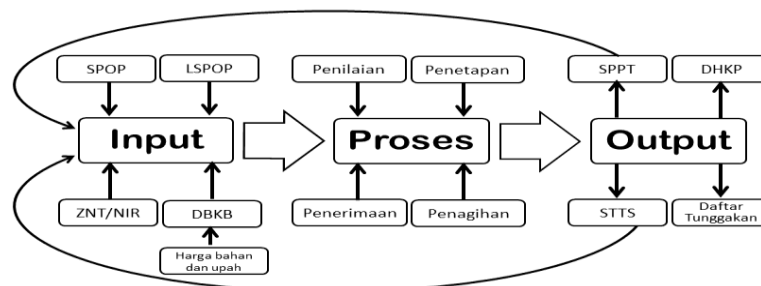 SPOP
LSPOP
Penilaian
Penetapan
SPPT
DHKP
Input
Proses
Output
ZNT/NIR
DBKB
Penerimaan
Penagihan
STTS
Daftar
Tunggakan
Harga bahan
dan upah